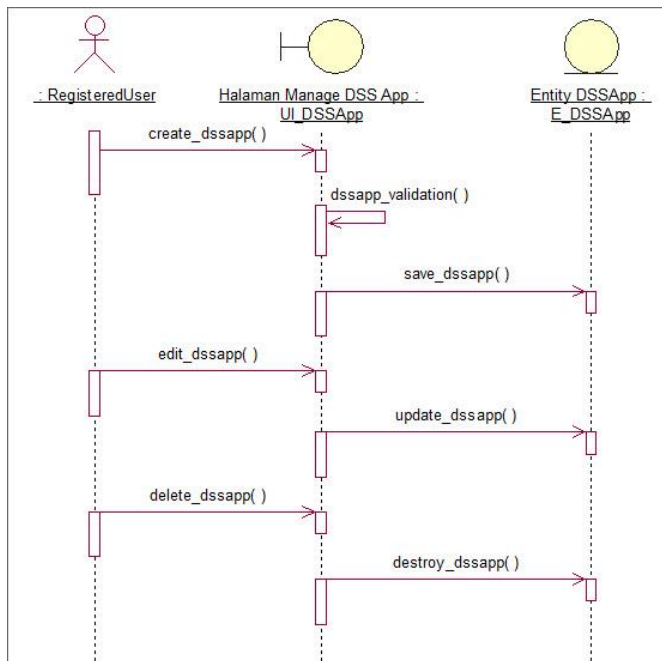 : RegisteredUser
Halaman Manage DSS App :
UI_DSSApp
Entity DSSApp :
E_DSSApp
create_dssapp( )
dssapp_validation( )
save_dssapp( )
edit_dssapp( )
update_dssapp( )
delete_dssapp( )
destroy_dssapp( )